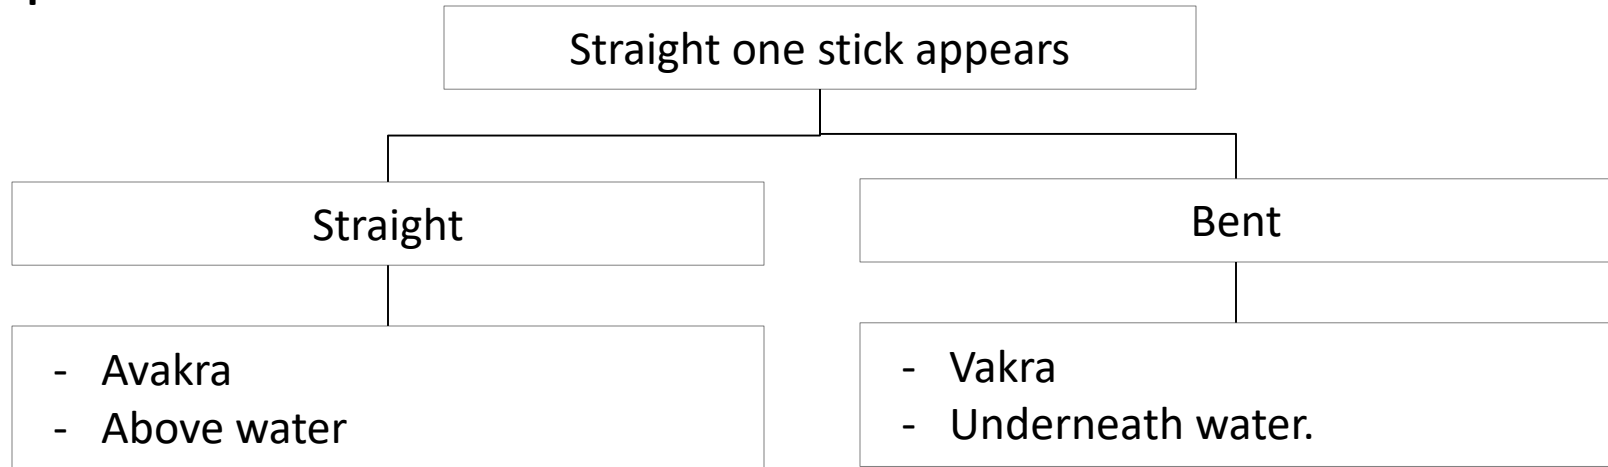 Straight one stick appears
Straight
Bent
- Avakra
- Above water
- Vakra
- Underneath water.